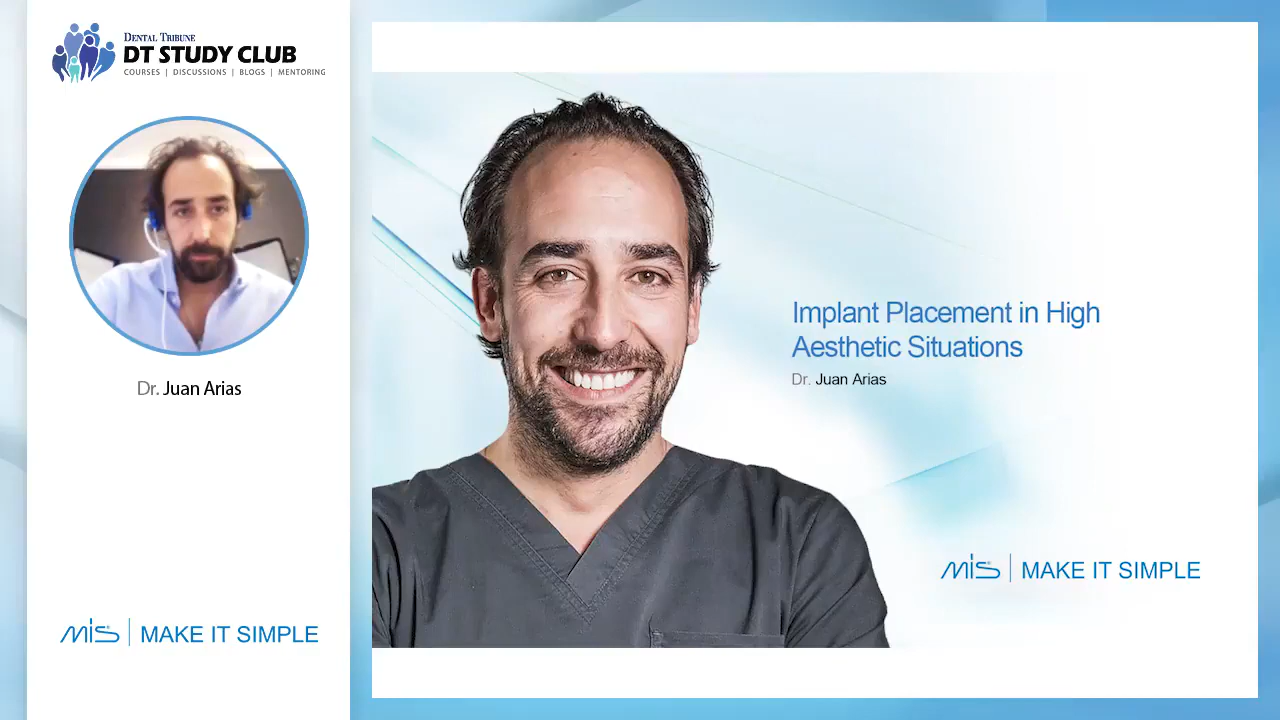 DENTAL TRIBUNE
DT STUDY CLUB
COURSES | DISCUSSIONS | BLOGS | MENTORING
Dr. Juan Arias
MIS | MAKE IT SIMPLE
Implant Placement in High
Aesthetic Situations
Dr. Juan Arias
MIS | MAKE IT SIMPLE